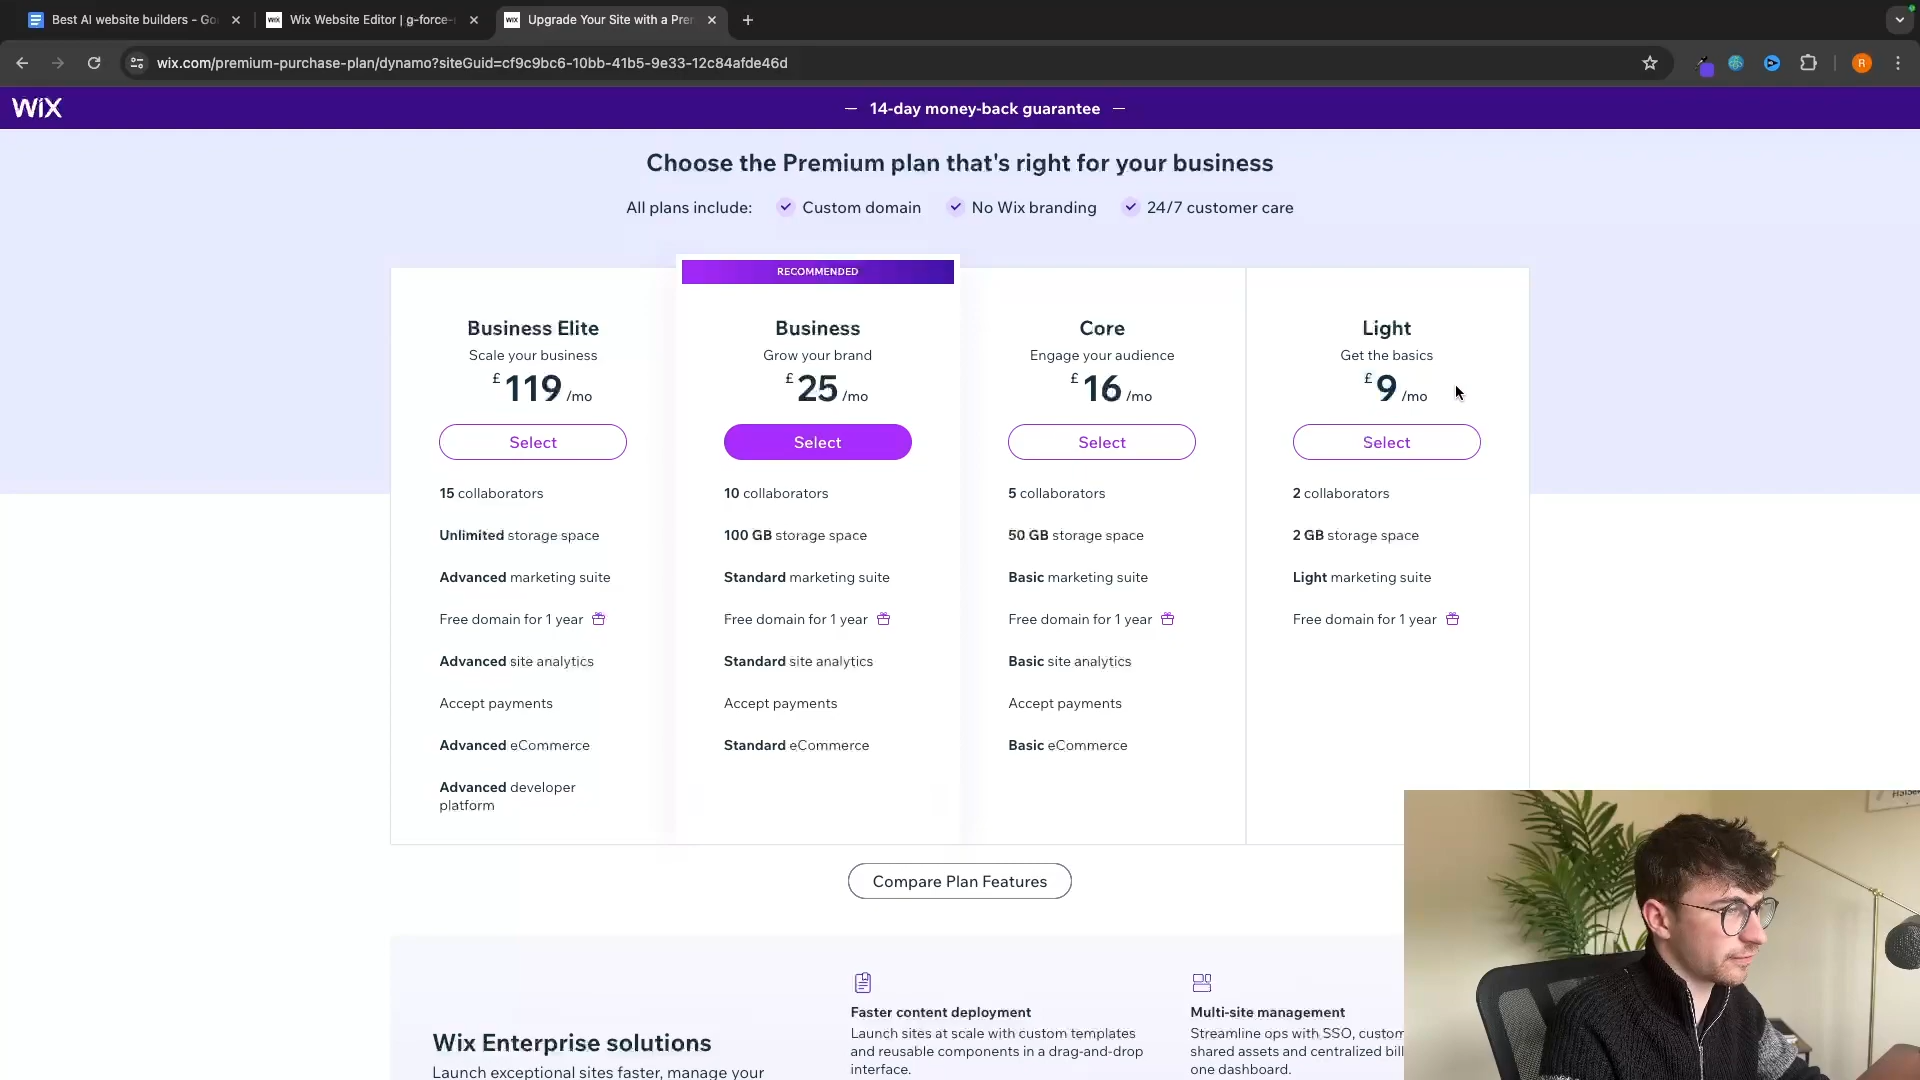 Best AI website builders - Go
Wix Website Editor | g-force-
Upgrade Your Site with a Prem
wix.com/premium-purchase-plan/dynamo?siteGuid=cf9c9bc6-10bb-41b5-9e33-12c84afde46d
R
WIX
14-day money-back guarantee
Choose the Premium plan that's right for your business
All plans include: Custom domain No Wix branding 24/7 customer care
RECOMMENDED
Business Elite
Scale your business
£119/mo
Select
15 collaborators
Unlimited storage space
Advanced marketing suite
Free domain for 1 year
Advanced site analytics
Accept payments
Advanced eCommerce
Advanced developer
platform
Business
Grow your brand
£25/mo
Select
10 collaborators
100 GB storage space
Standard marketing suite
Free domain for 1 year
Standard site analytics
Accept payments
Standard eCommerce
Core
Engage your audience
£16/mo
Select
5 collaborators
50 GB storage space
Basic marketing suite
Free domain for 1 year
Basic site analytics
Accept payments
Basic eCommerce
Light
Get the basics
£9/mo
Select
2 collaborators
2 GB storage space
Light marketing suite
Free domain for 1 year
Compare Plan Features
Wix Enterprise solutions
Launch exceptional sites faster, manage your
Faster content deployment
Launch sites at scale with custom templates
and reusable components in a drag-and-drop
interface.
Multi-site management
Streamline ops with SSO, custom
shared assets and centralized bill
one dashboard.